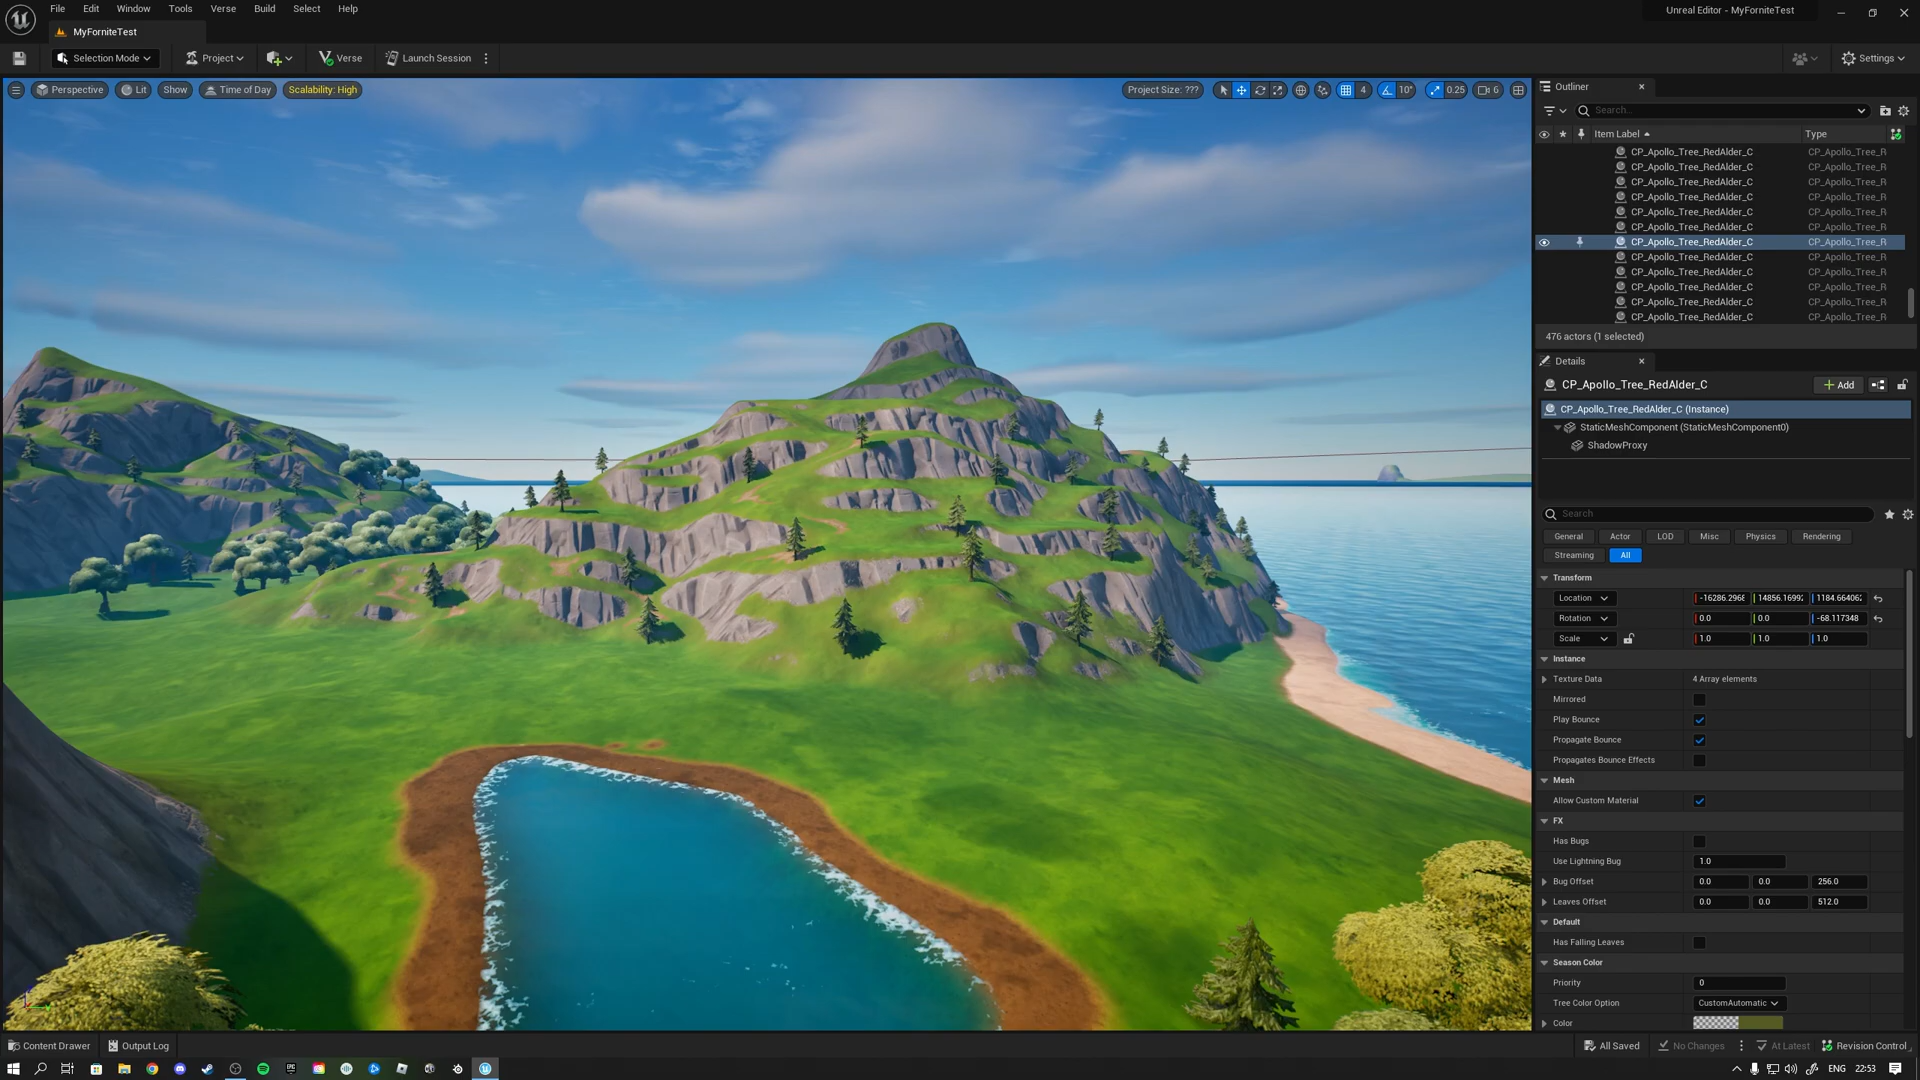 File Edit Window Tools Verse Build Select Help
Unreal Editor - MyForniteTest
MyForniteTest
Selection Mode Project Verse Launch Session Settings
Perspective Lit Show Time of Day Scalability: High Project Size: ??? 4 10° 0.25 6
Outliner
Search...
Item Label Type
CP_Apollo_Tree_RedAlder_C CP_Apollo_Tree_R
CP_Apollo_Tree_RedAlder_C CP_Apollo_Tree_R
CP_Apollo_Tree_RedAlder_C CP_Apollo_Tree_R
CP_Apollo_Tree_RedAlder_C CP_Apollo_Tree_R
CP_Apollo_Tree_RedAlder_C CP_Apollo_Tree_R
CP_Apollo_Tree_RedAlder_C CP_Apollo_Tree_R
CP_Apollo_Tree_RedAlder_C CP_Apollo_Tree_R
CP_Apollo_Tree_RedAlder_C CP_Apollo_Tree_R
CP_Apollo_Tree_RedAlder_C CP_Apollo_Tree_R
CP_Apollo_Tree_RedAlder_C CP_Apollo_Tree_R
CP_Apollo_Tree_RedAlder_C CP_Apollo_Tree_R
CP_Apollo_Tree_RedAlder_C CP_Apollo_Tree_R
476 actors (1 selected)
Details
CP_Apollo_Tree_RedAlder_C + Add
CP_Apollo_Tree_RedAlder_C (Instance)
StaticMeshComponent (StaticMeshComponent0)
ShadowProxy
Search
General Actor LOD Misc Physics Rendering
Streaming All
Transform
Location -16286.296 14856.1699 1184.66406
Rotation 0.0 0.0 -68.117348
Scale 1.0 1.0 1.0
Instance
Texture Data 4 Array elements
Mirrored
Play Bounce
Propagate Bounce
Propagates Bounce Effects
Mesh
Allow Custom Material
FX
Has Bugs
Use Lightning Bug 1.0
Bug Offset 0.0 0.0 256.0
Leaves Offset 0.0 0.0 512.0
Default
Has Falling Leaves
Season Color
Priority 0
Tree Color Option CustomAutomatic
Color
Content Drawer Output Log All Saved No Changes At Latest Revision Control
ENG 22:53